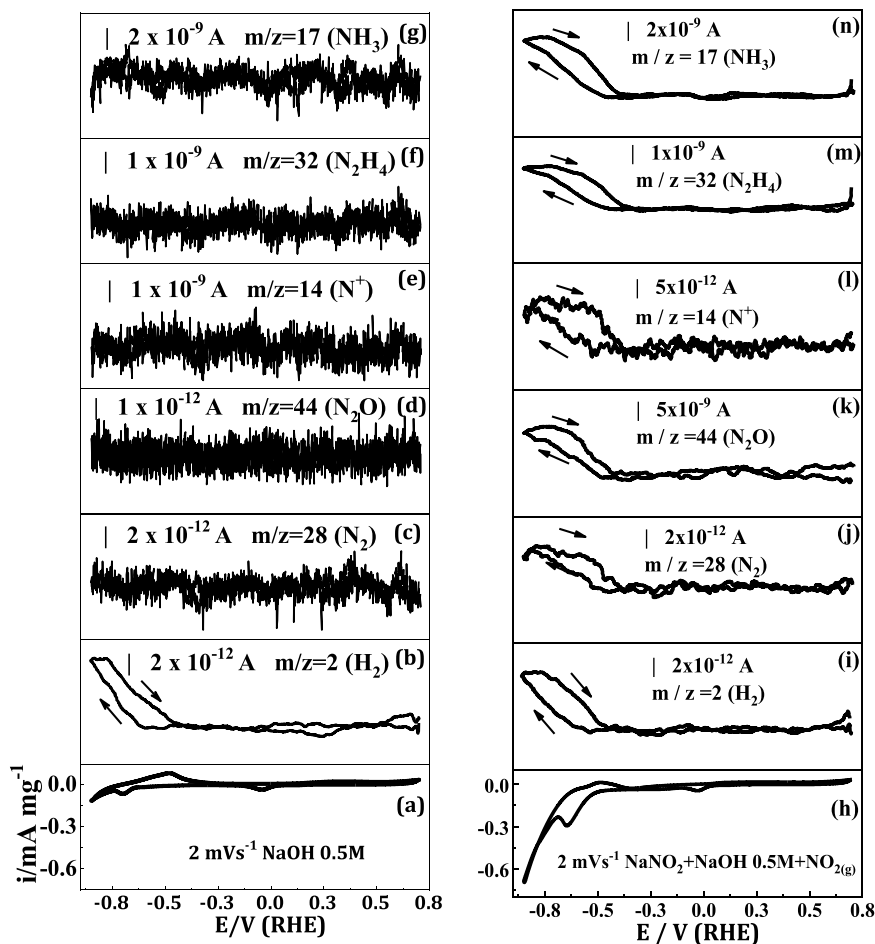 | 2 x 10⁻⁹ A m/z=17 (NH₃) (g)
| 1 x 10⁻⁹ A m/z=32 (N₂H₄) (f)
| 1 x 10⁻⁹ A m/z=14 (N⁺) (e)
| 1 x 10⁻¹² A m/z=44 (N₂O) (d)
| 2 x 10⁻¹² A m/z=28 (N₂) (c)
| 2 x 10⁻¹² A m/z=2 (H₂) (b)
i/mA mg⁻¹
0.0
-0.3
-0.6
(a)
2 mVs⁻¹ NaOH 0.5M
-0.8 -0.5 -0.3 0.0 0.3 0.5 0.8
E/V (RHE)
| 2x10⁻⁹ A (n)
m / z = 17 (NH₃)
| 1x10⁻⁹ A (m)
m / z =32 (N₂H₄)
| 5x10⁻¹² A (l)
m / z =14 (N⁺)
| 5x10⁻⁹ A (k)
m / z =44 (N₂O)
| 2x10⁻¹² A (j)
m / z =28 (N₂)
| 2x10⁻¹² A (i)
m / z =2 (H₂)
0.0
-0.3
-0.6
(h)
2 mVs⁻¹ NaNO₂+NaOH 0.5M+NO₂₍g₎
-0.8 -0.5 -0.3 0.0 0.3 0.5 0.8
E / V (RHE)